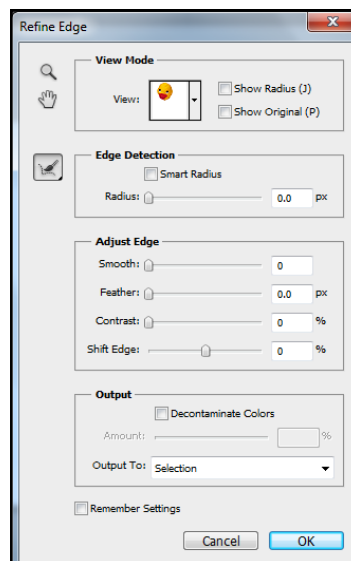 Refine Edge
View Mode
View:
Show Radius (J)
Show Original (P)
Edge Detection
Smart Radius
Radius: 0.0 px
Adjust Edge
Smooth: 0
Feather: 0.0 px
Contrast: 0 %
Shift Edge: 0 %
Output
Decontaminate Colors
Amount: %
Output To: Selection
Remember Settings
Cancel OK